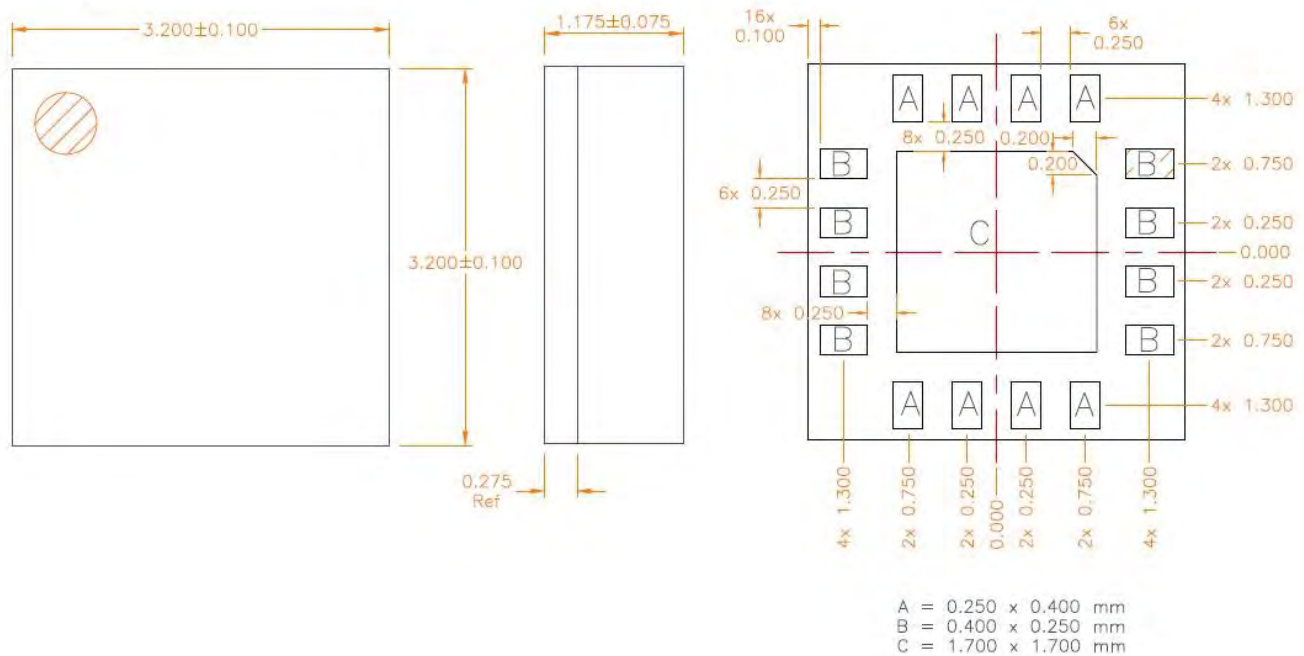 3.200±0.100
3.200±0.100
1.175±0.075
0.275
Ref
16x
0.100
6x
0.250
A A A A
4x 1.300
8x 0.250
0.200
0.200
B
B
2x 0.750
6x 0.250
B
B
2x 0.250
C
0.000
B
B
2x 0.250
8x 0.250
B
B
2x 0.750
A A A A
4x 1.300
4x 1.300
2x 0.750
2x 0.250
0.000
2x 0.250
2x 0.750
4x 1.300
A = 0.250 x 0.400 mm
B = 0.400 x 0.250 mm
C = 1.700 x 1.700 mm